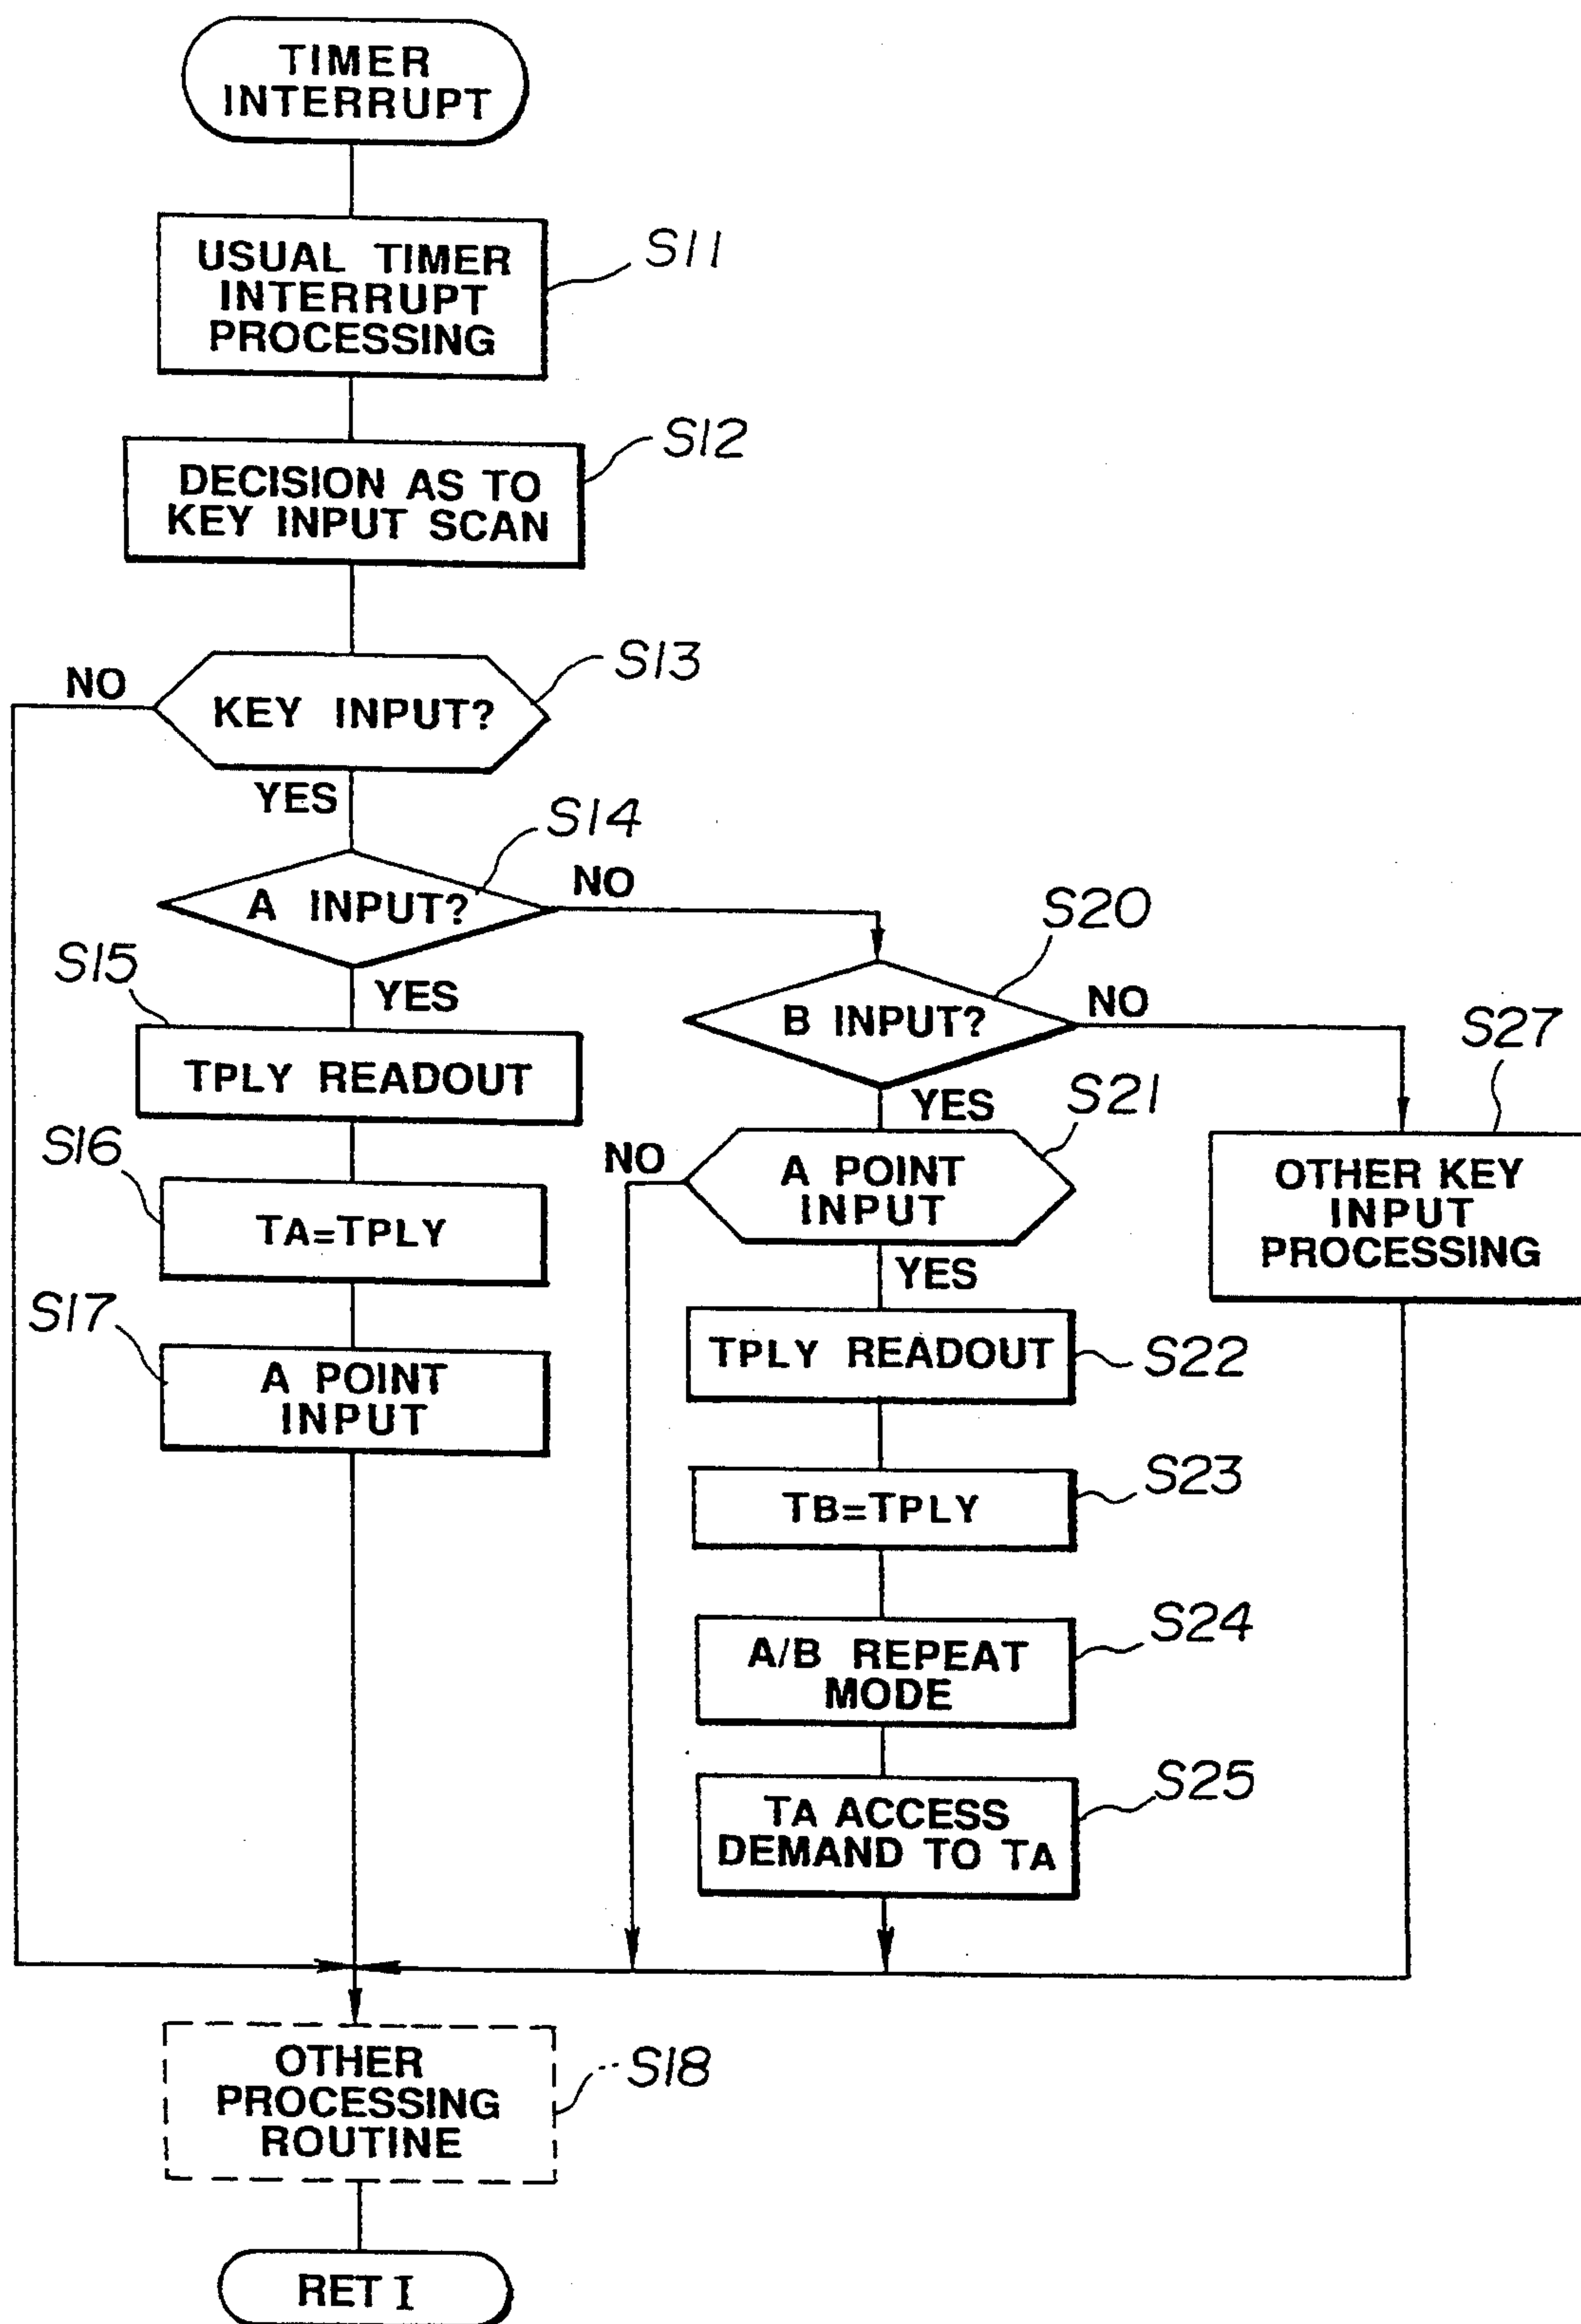 TIMER
INTERRUPT
USUAL TIMER
INTERRUPT
PROCESSING
S11
DECISION AS TO
KEY INPUT SCAN
S12
KEY INPUT?
S13
NO
YES
A INPUT?
S14
NO
YES
S15
TPLY READOUT
S16
TA=TPLY
S17
A POINT
INPUT
B INPUT?
S20
NO
YES
S21
A POINT
INPUT
NO
YES
TPLY READOUT
S22
TB=TPLY
S23
A/B REPEAT
MODE
S24
TA ACCESS
DEMAND TO TA
S25
S27
OTHER KEY
INPUT
PROCESSING
OTHER
PROCESSING
ROUTINE
S18
RET I